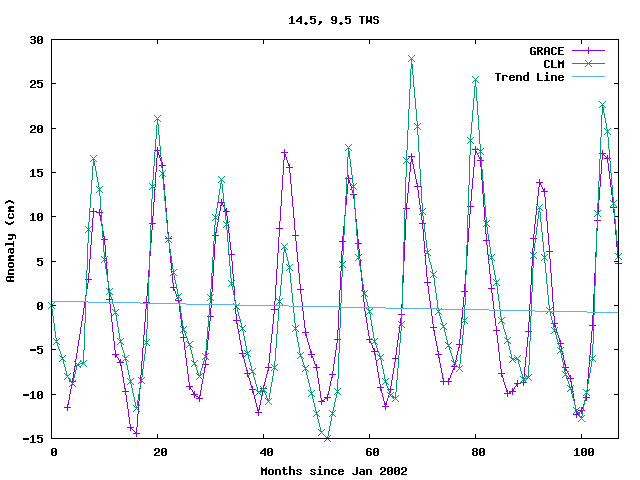 14.5, 9.5 TWS
30
25
20
15
10
5
0
-5
-10
-15
Anomaly (cm)
GRACE
CLM
Trend Line
0 20 40 60 80 100
Months since Jan 2002